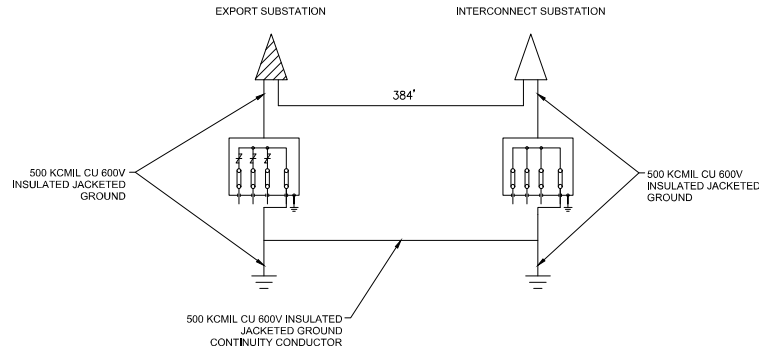 EXPORT SUBSTATION
INTERCONNECT SUBSTATION
384'
500 KCMIL CU 600V
INSULATED JACKETED
GROUND
500 KCMIL CU 600V
INSULATED JACKETED
GROUND
500 KCMIL CU 600V INSULATED
JACKETED GROUND
CONTINUITY CONDUCTOR